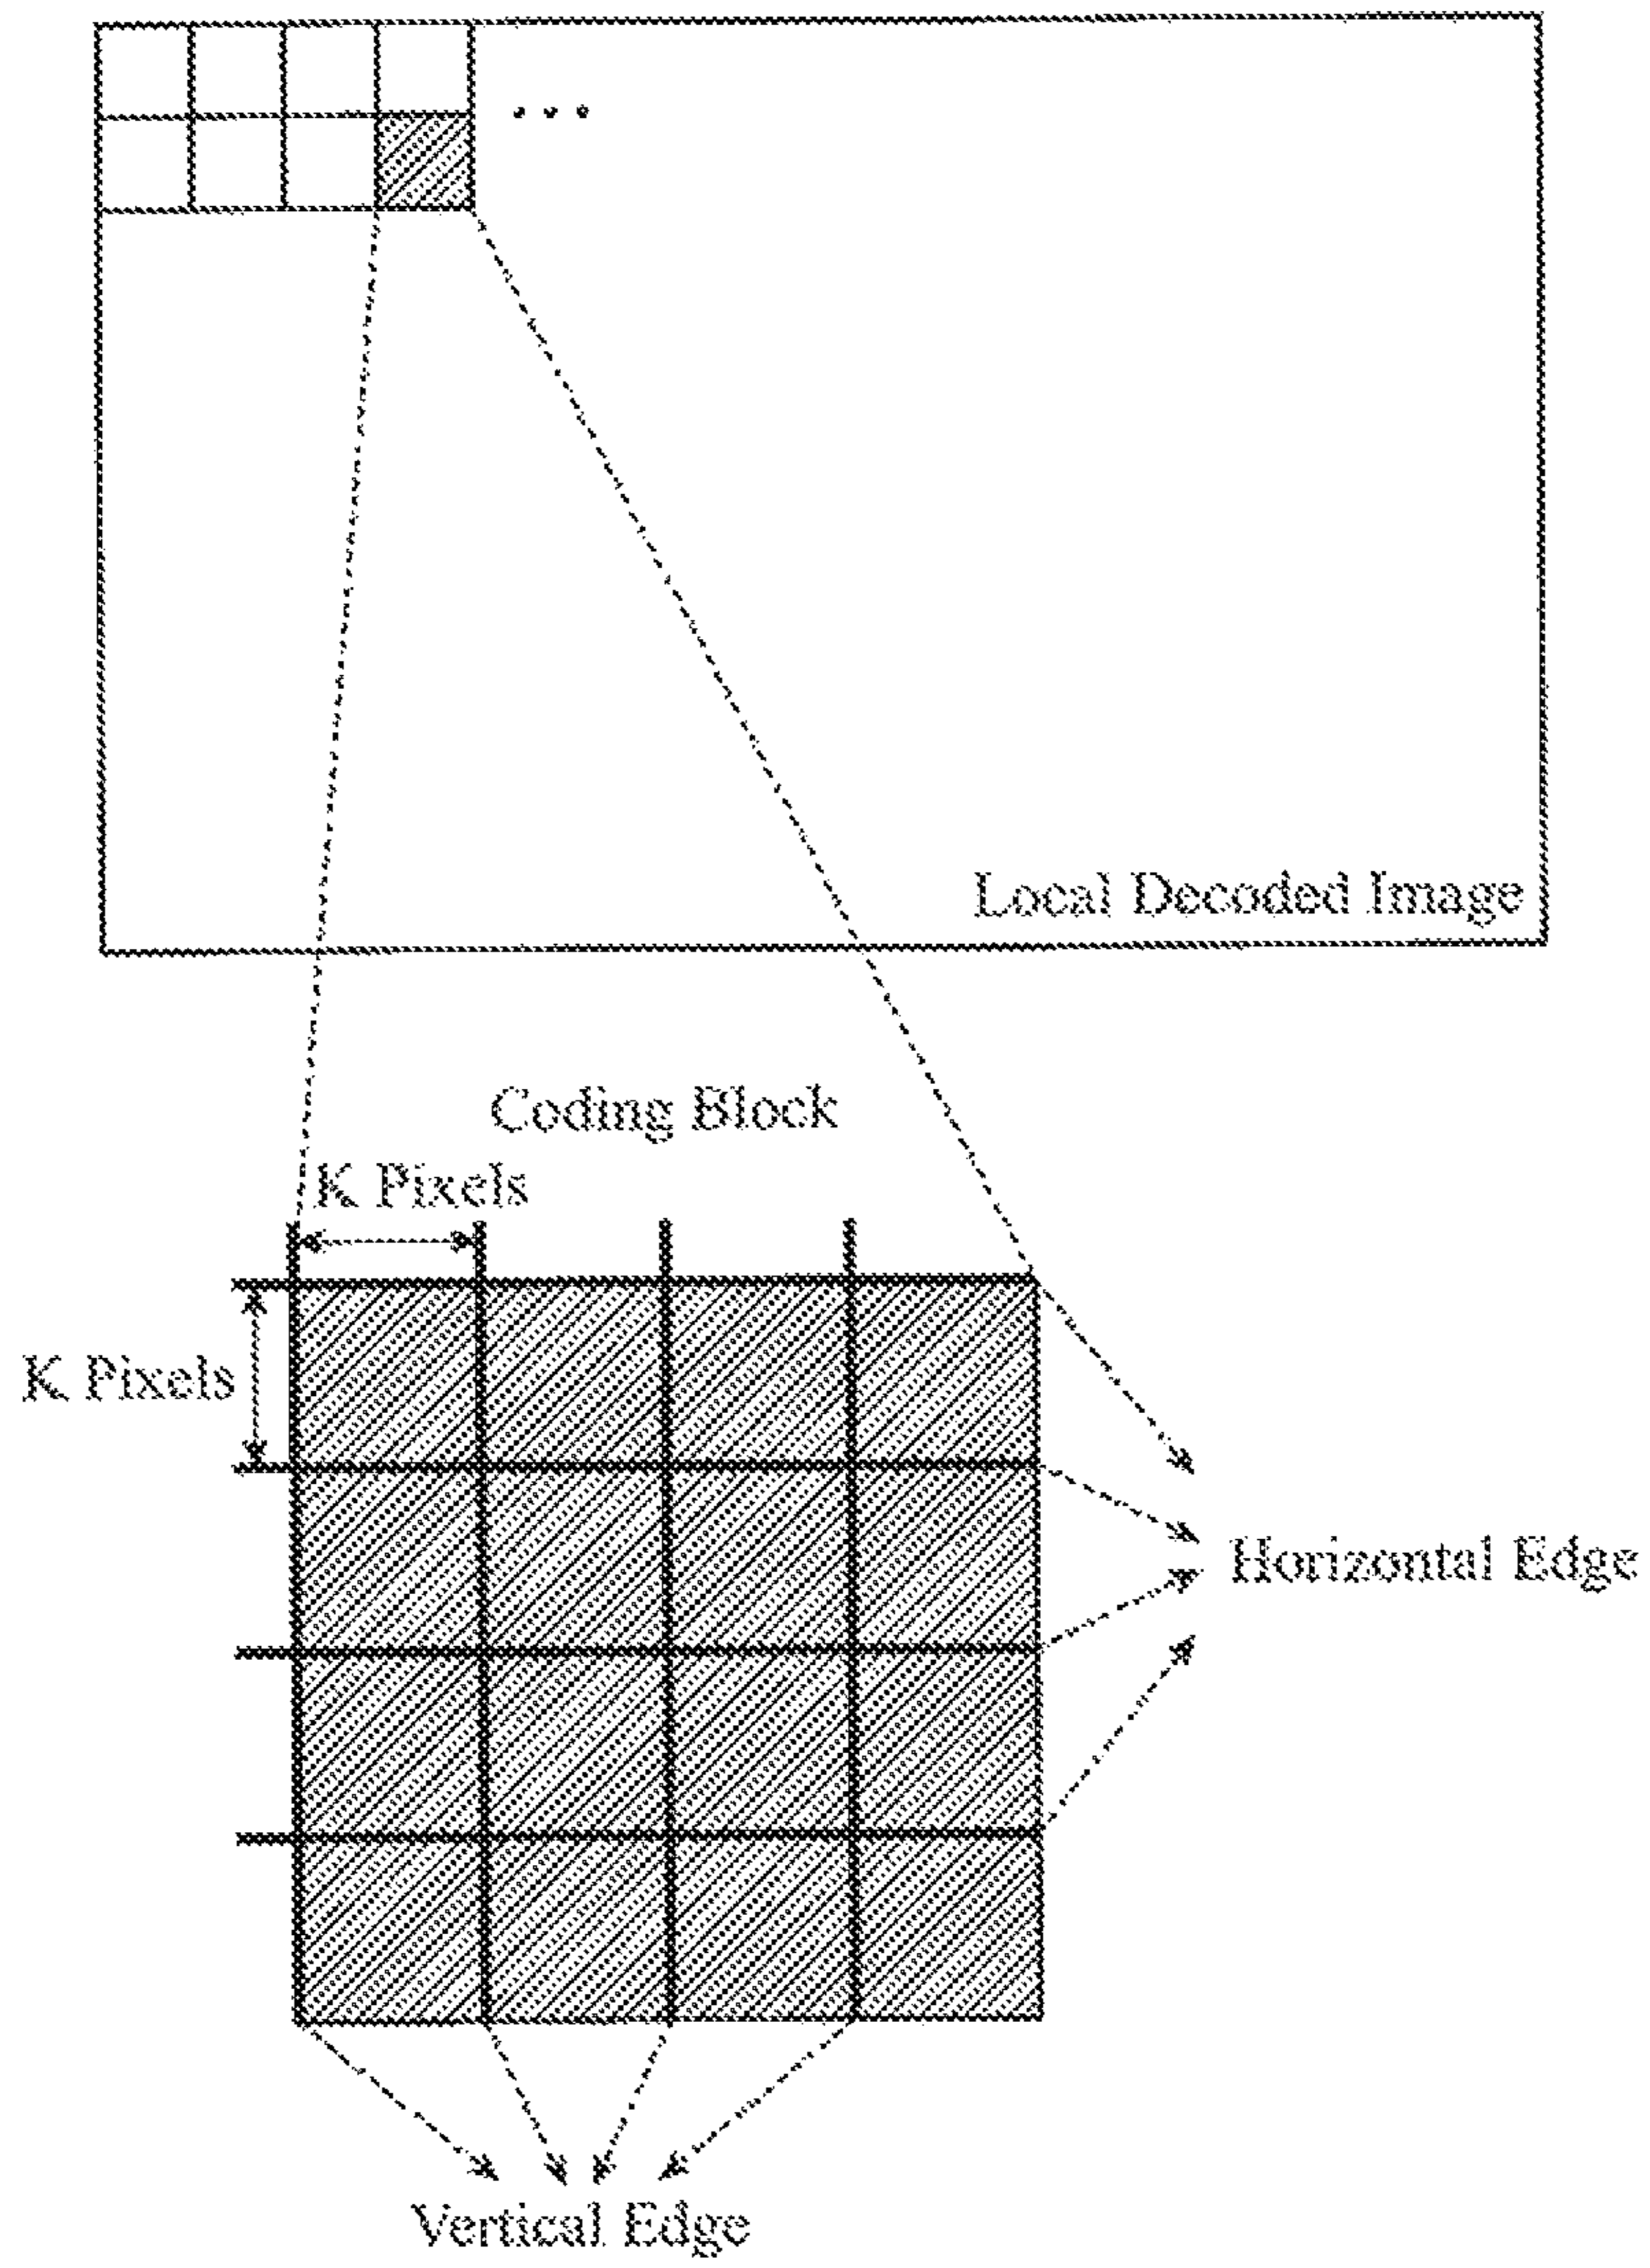 Local Decoded Image
Coding Block
K Pixels
K Pixels
Horizontal Edge
Vertical Edge